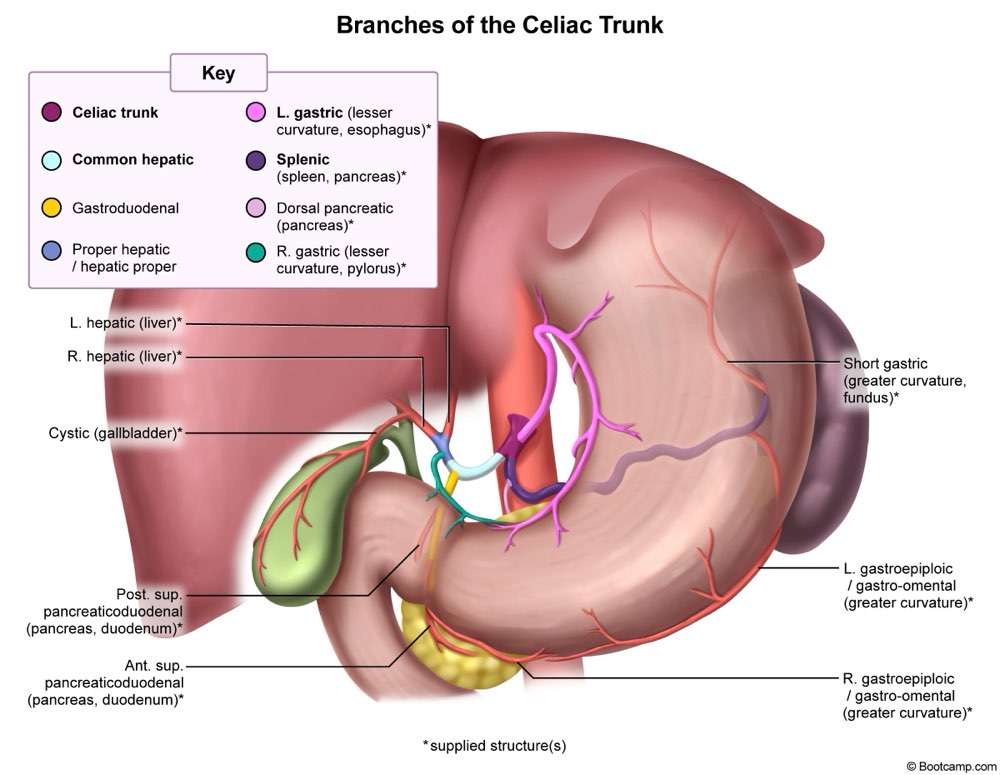 Branches of the Celiac Trunk
Key
Celiac trunk
Common hepatic
Gastroduodenal
Proper hepatic
/ hepatic proper
L. gastric (lesser
curvature, esophagus)*
Splenic
(spleen, pancreas)*
Dorsal pancreatic
(pancreas)*
R. gastric (lesser
curvature, pylorus)*
L. hepatic (liver)*
R. hepatic (liver)*
Cystic (gallbladder)*
Post. sup.
pancreaticoduodenal
(pancreas, duodenum)*
Ant. sup.
pancreaticoduodenal
(pancreas, duodenum)*
Short gastric
(greater curvature,
fundus)*
L. gastroepiploic
/ gastro-omental
(greater curvature)*
R. gastroepiploic
/ gastro-omental
(greater curvature)*
*supplied structure(s)
© Bootcamp.com